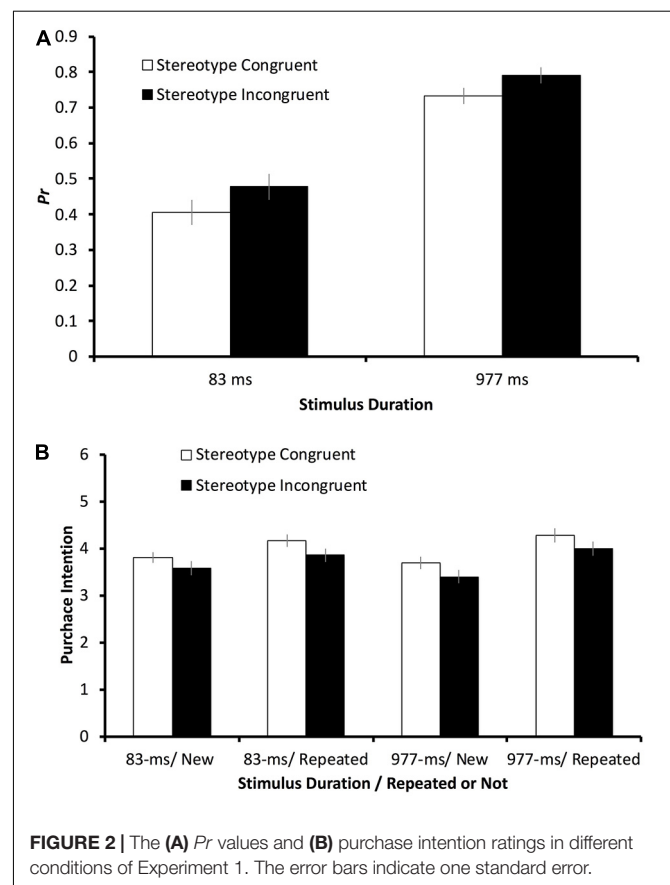 A
0.9
0.8
0.7
0.6
0.5
0.4
0.3
0.2
0.1
0
Pr
Stereotype Congruent
Stereotype Incongruent
83 ms
977 ms
Stimulus Duration
B
6
5
4
3
2
1
0
Purchace Intention
Stereotype Congruent
Stereotype Incongruent
83-ms/ New
83-ms/ Repeated
977-ms/ New
977-ms/ Repeated
Stimulus Duration / Repeated or Not
FIGURE 2 | The (A) Pr values and (B) purchase intention ratings in different
conditions of Experiment 1. The error bars indicate one standard error.